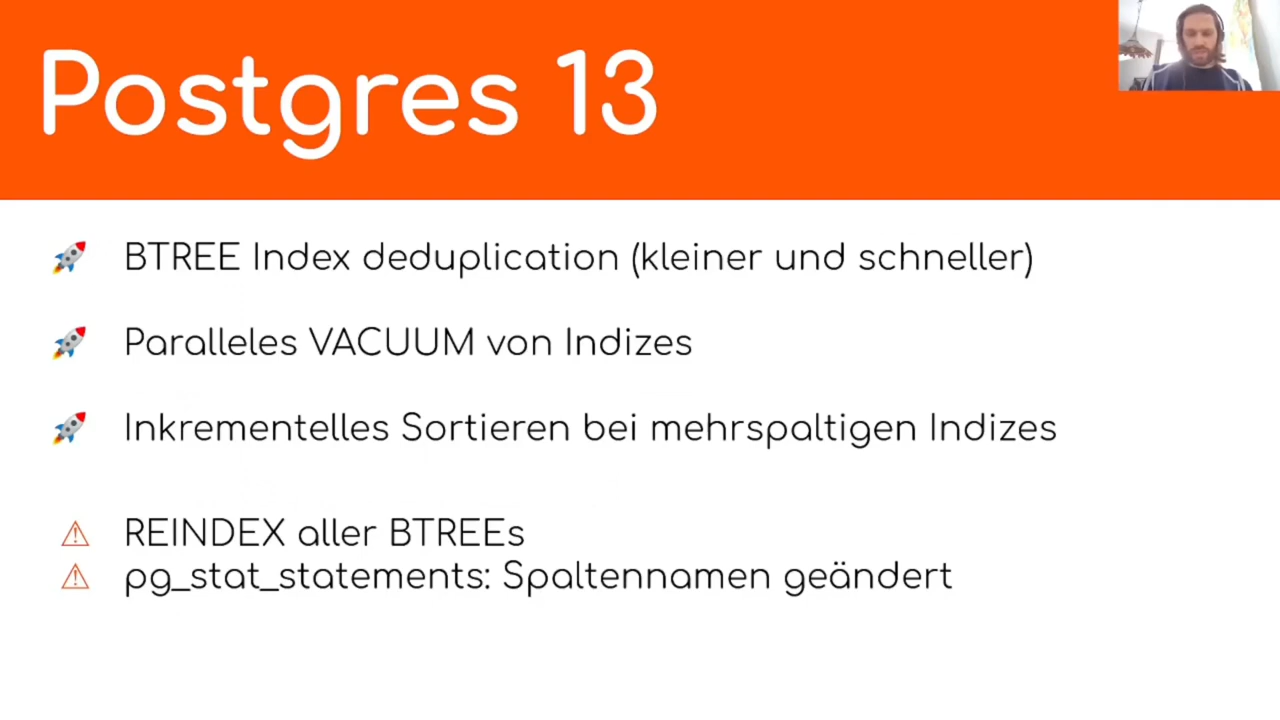 Postgres 13
🚀 BTREE Index deduplication (kleiner und schneller)
🚀 Paralleles VACUUM von Indizes
🚀 Inkrementelles Sortieren bei mehrspaltigen Indizes
⚠ REINDEX aller BTREEs
⚠ pg_stat_statements: Spaltennamen geändert